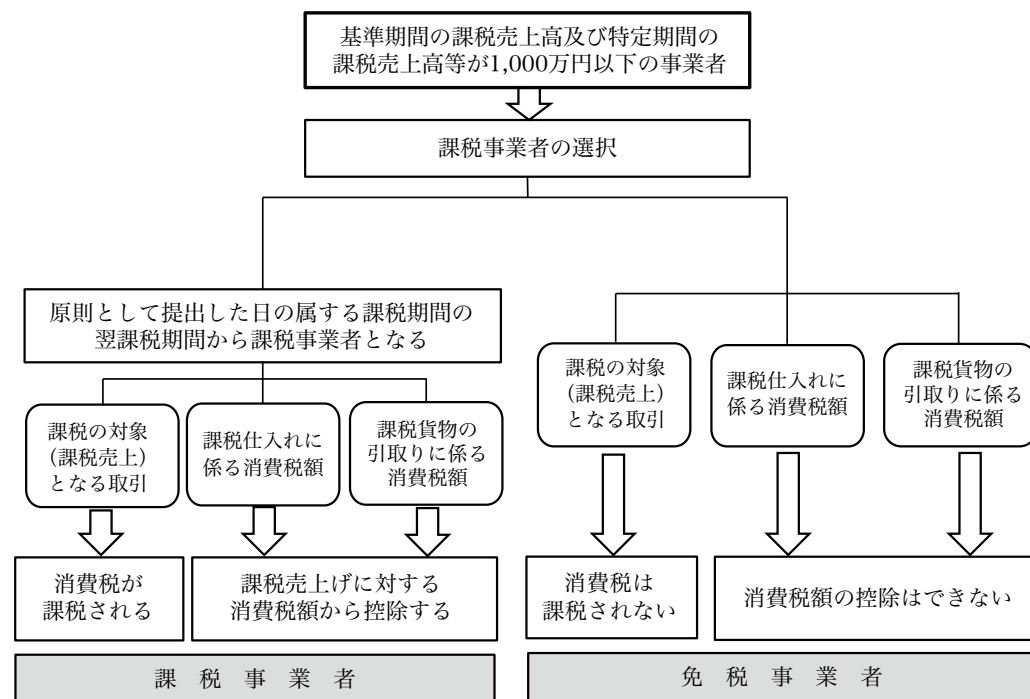 基準期間の課税売上高及び特定期間の
課税売上高等が1,000万円以下の事業者
課税事業者の選択
原則として提出した日の属する課税期間の
翌課税期間から課税事業者となる
課税の対象
(課税売上)
となる取引
課税仕入れに
係る消費税額
課税貨物の
引取りに係る
消費税額
消費税が
課税される
課税売上げに対する
消費税額から控除する
課税事業者
課税の対象
(課税売上)
となる取引
課税仕入れに
係る消費税額
課税貨物の
引取りに係る
消費税額
消費税は
課税されない
消費税額の控除はできない
免税事業者